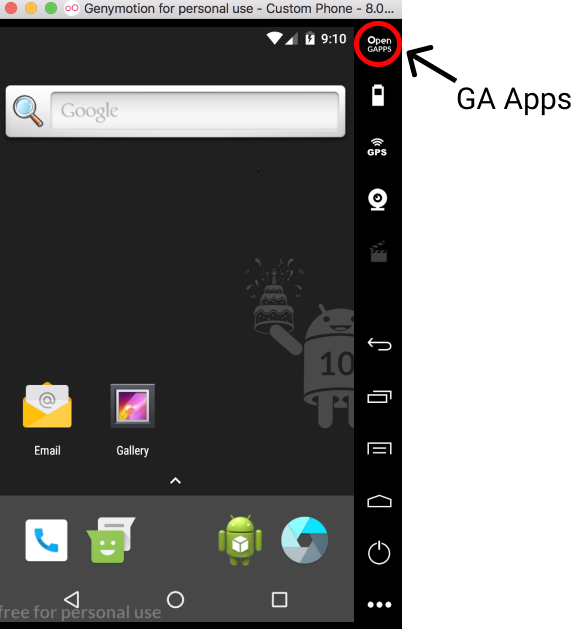 Genymotion for personal use - Custom Phone - 8.0...
9:10
Open
GAPPS
GA Apps
Google
GPS
10
@
Email
Gallery
free for personal use